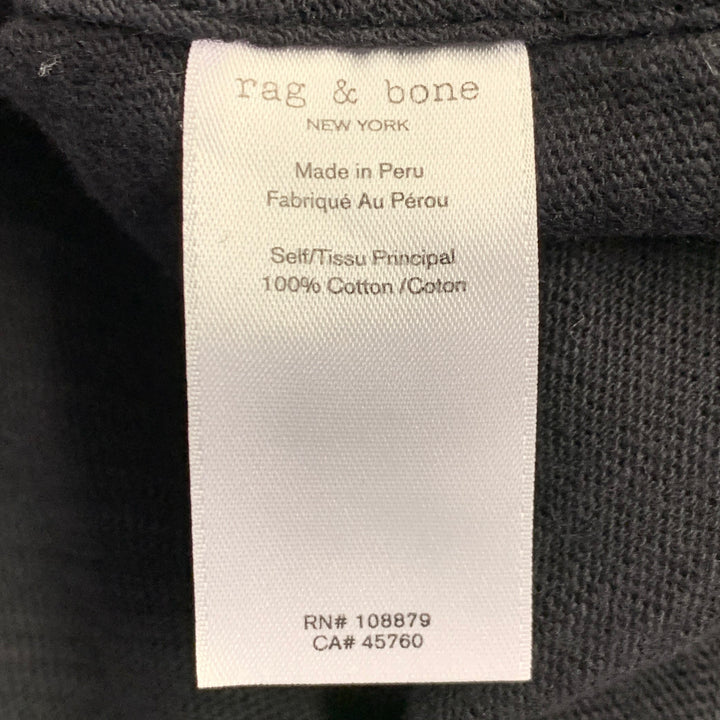 rag & bone
NEW YORK
Made in Peru
Fabriqué Au Pérou
Self/Tissu Principal
100% Cotton /Coton
RN# 108879
CA# 45760